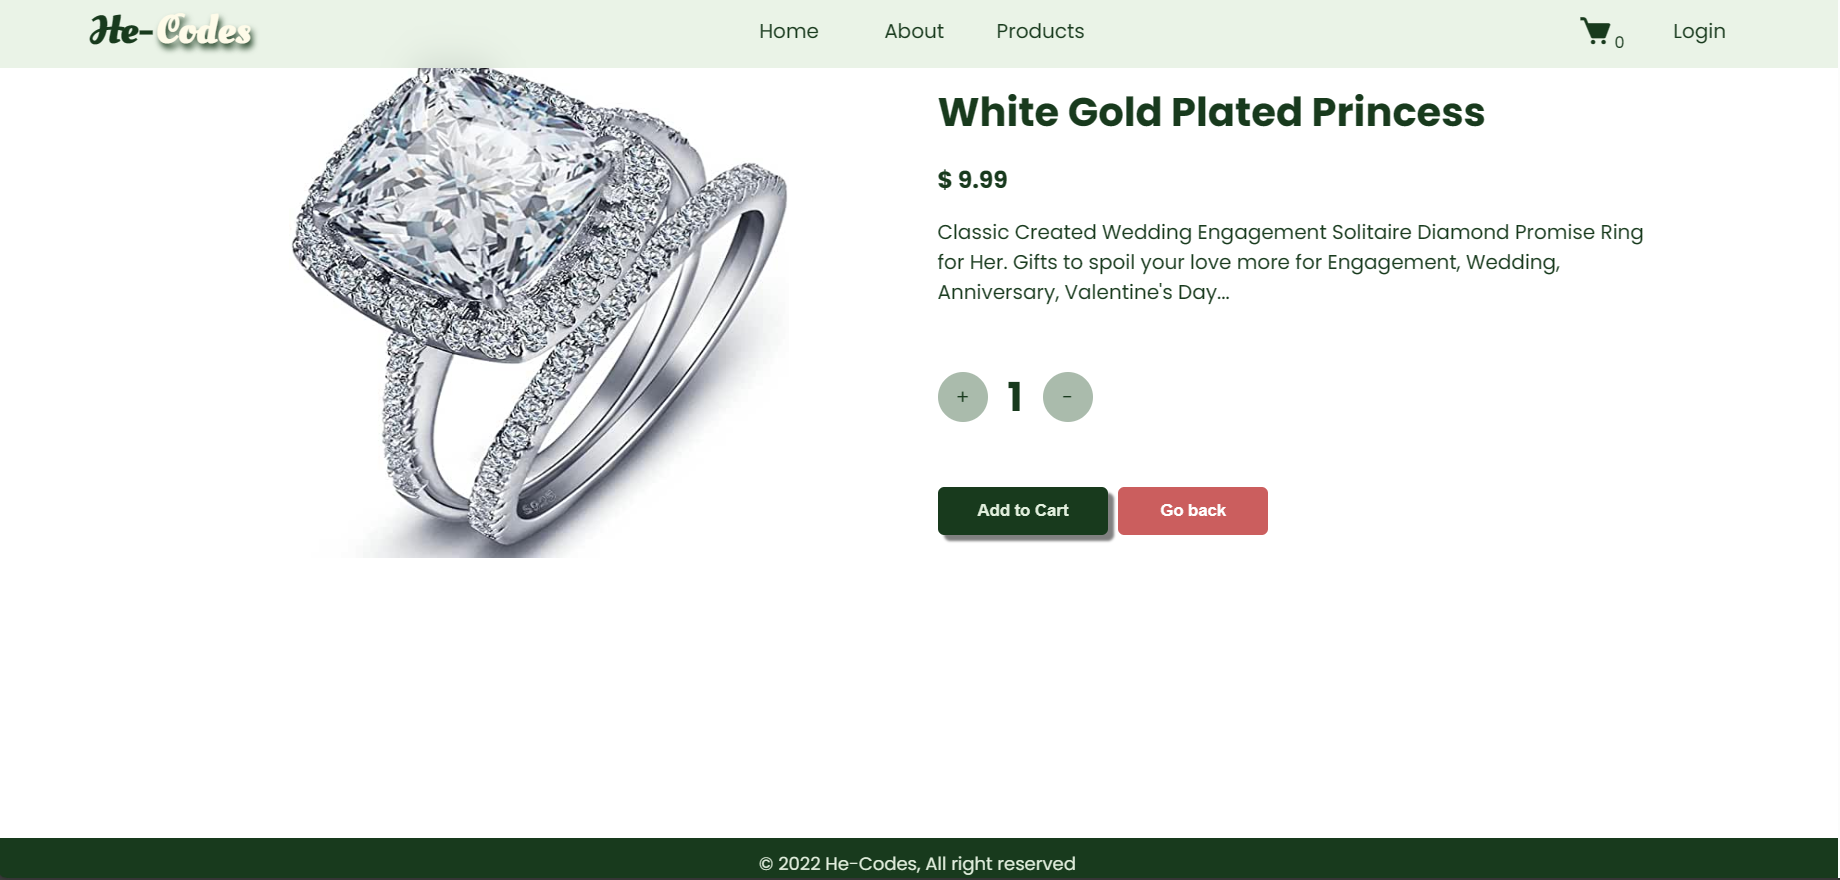 He-Codes
Home About Products
0 Login
White Gold Plated Princess
$ 9.99
Classic Created Wedding Engagement Solitaire Diamond Promise Ring
for Her. Gifts to spoil your love more for Engagement, Wedding,
Anniversary, Valentine's Day...
+ 1 -
Add to Cart Go back
S925
© 2022 He-Codes, All right reserved